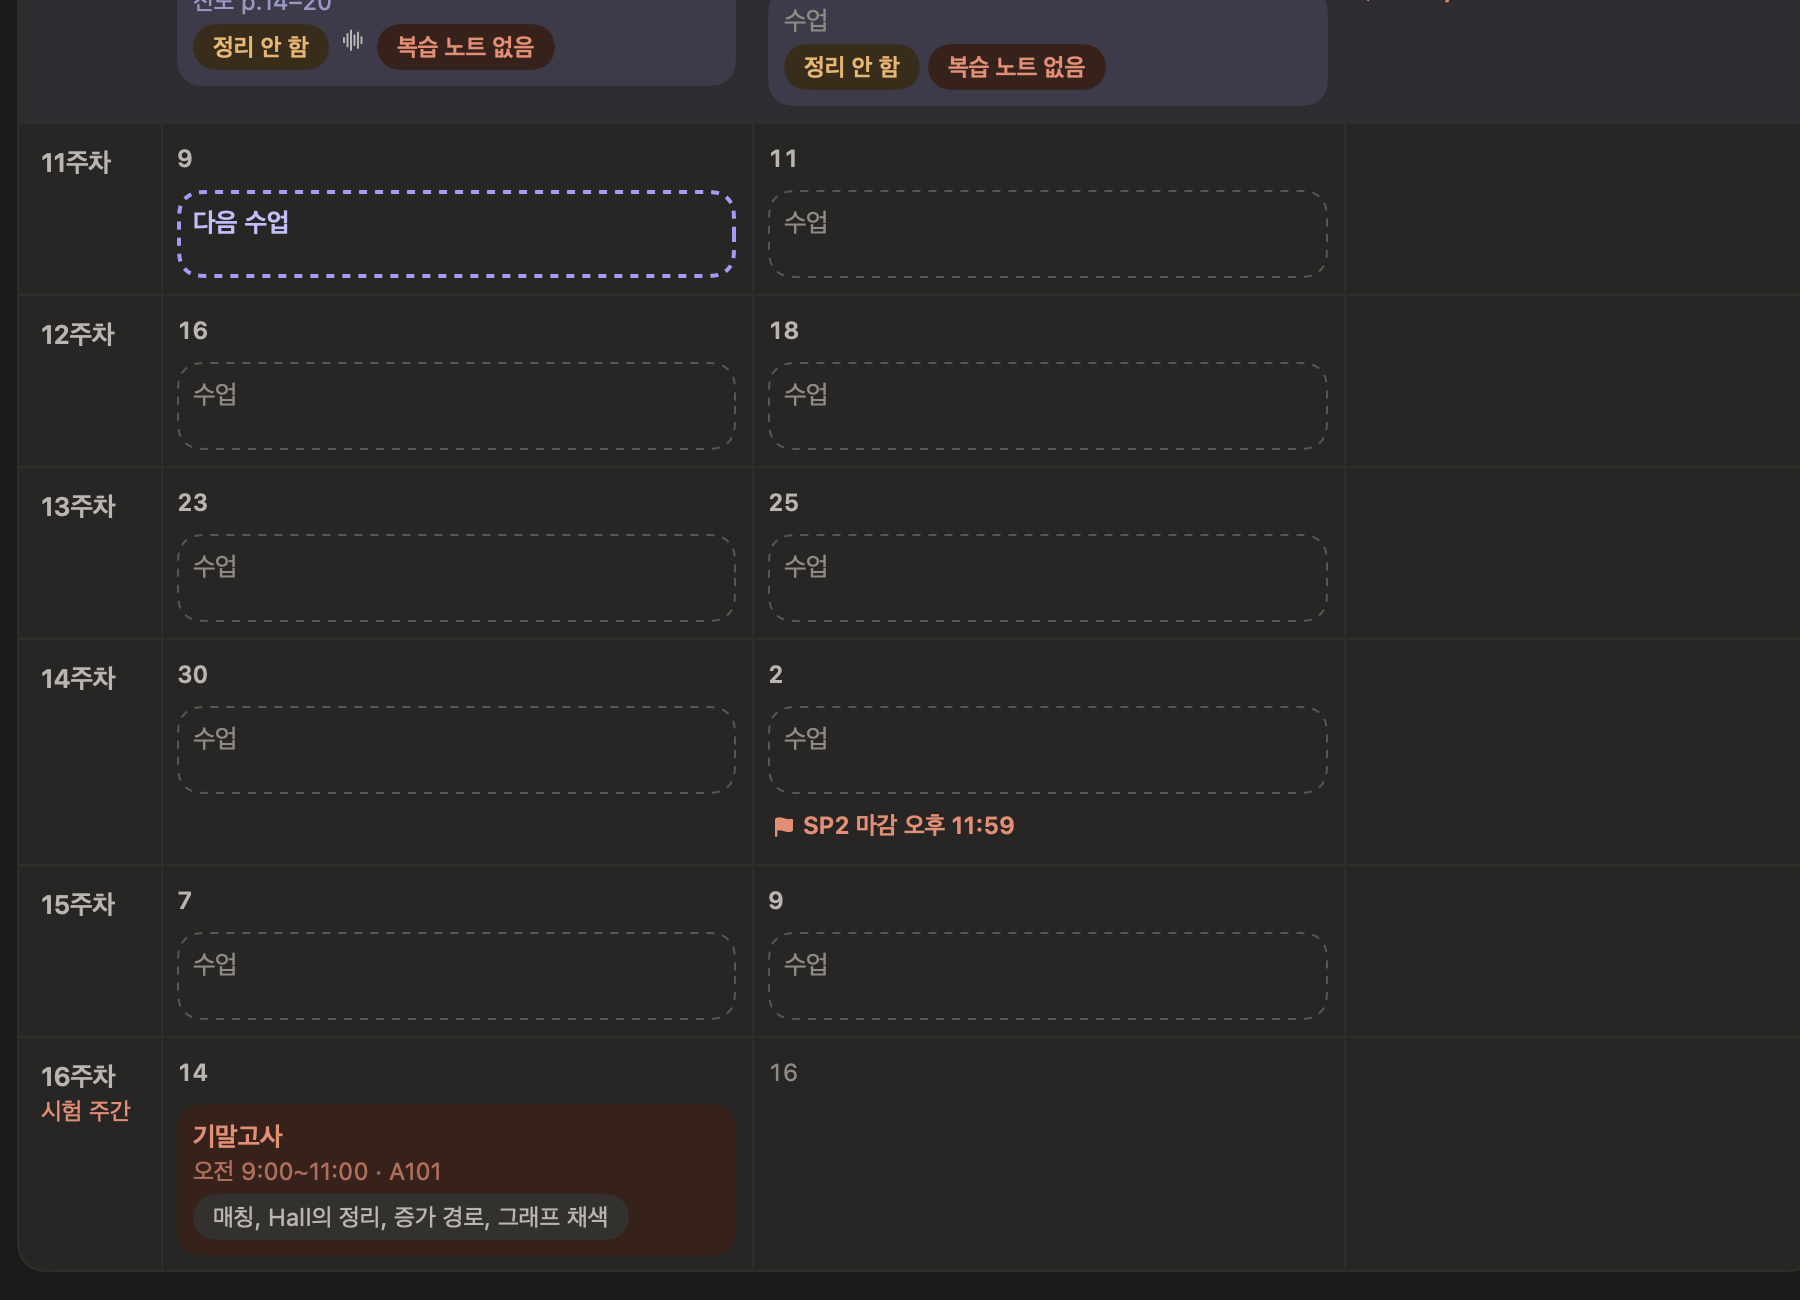 진도 p.14–20
정리 안 함
복습 노트 없음
수업
정리 안 함
복습 노트 없음
11주차
9
다음 수업
11
수업
12주차
16
수업
18
수업
13주차
23
수업
25
수업
14주차
30
수업
2
수업
SP2 마감 오후 11:59
15주차
7
수업
9
수업
16주차
시험 주간
14
기말고사
오전 9:00~11:00 · A101
매칭, Hall의 정리, 증가 경로, 그래프 채색
16